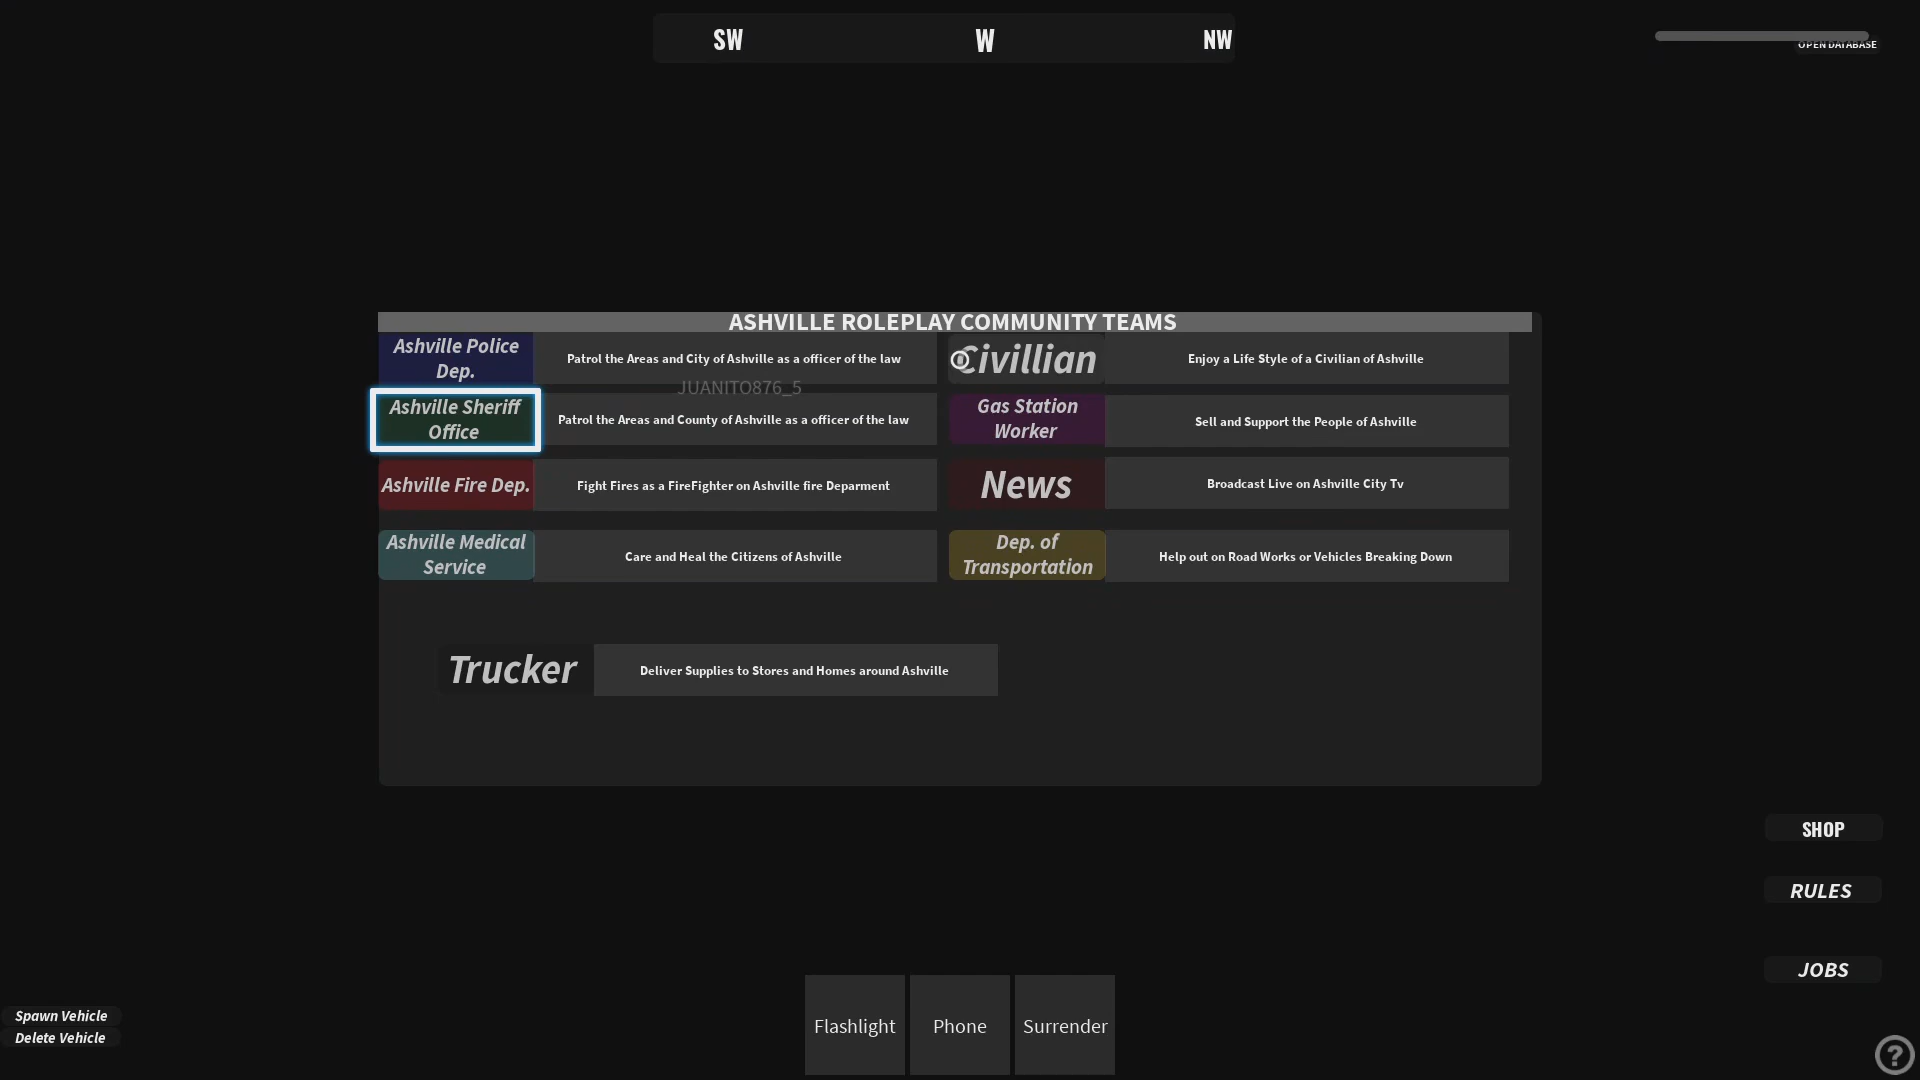 SW W NW
OPEN DATABASE
ASHVILLE ROLEPLAY COMMUNITY TEAMS
Ashville Police
Dep.
Patrol the Areas and City of Ashville as a officer of the law
Civillian
Enjoy a Life Style of a Civilian of Ashville
JUANITO876_5
Ashville Sheriff
Office
Patrol the Areas and County of Ashville as a officer of the law
Gas Station
Worker
Sell and Support the People of Ashville
Ashville Fire Dep.
Fight Fires as a FireFighter on Ashville fire Deparment
News
Broadcast Live on Ashville City Tv
Ashville Medical
Service
Care and Heal the Citizens of Ashville
Dep. of
Transportation
Help out on Road Works or Vehicles Breaking Down
Trucker
Deliver Supplies to Stores and Homes around Ashville
SHOP
RULES
JOBS
Spawn Vehicle
Delete Vehicle
Flashlight
Phone
Surrender
?